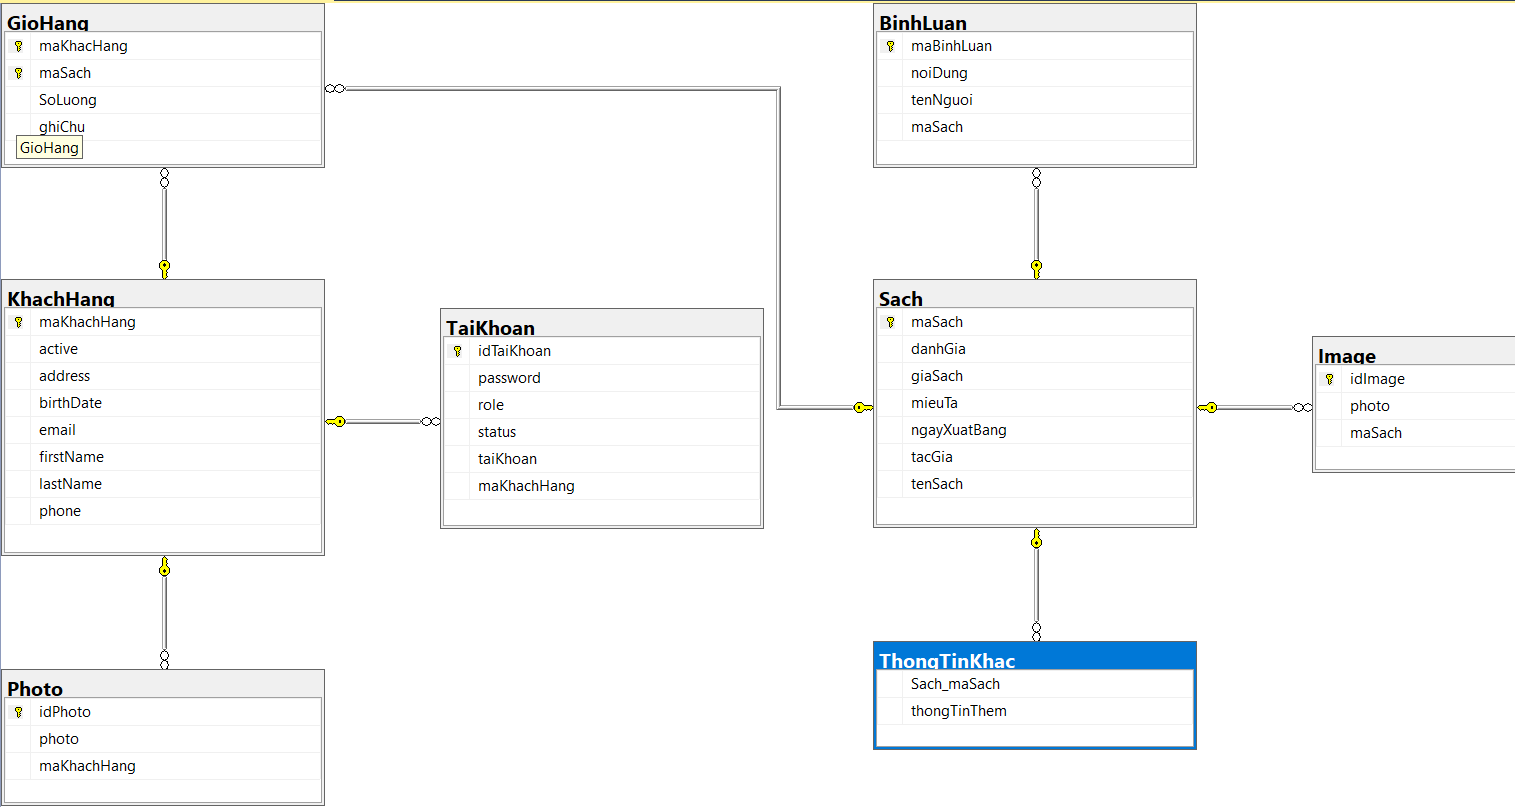 GioHang
maKhacHang
maSach
SoLuong
ghiChu
GioHang
BinhLuan
maBinhLuan
noiDung
tenNguoi
maSach
KhachHang
maKhachHang
active
address
birthDate
email
firstName
lastName
phone
TaiKhoan
idTaiKhoan
password
role
status
taiKhoan
maKhachHang
Sach
maSach
danhGia
giaSach
mieuTa
ngayXuatBang
tacGia
tenSach
Image
idImage
photo
maSach
Photo
idPhoto
photo
maKhachHang
ThongTinKhac
Sach_maSach
thongTinThem